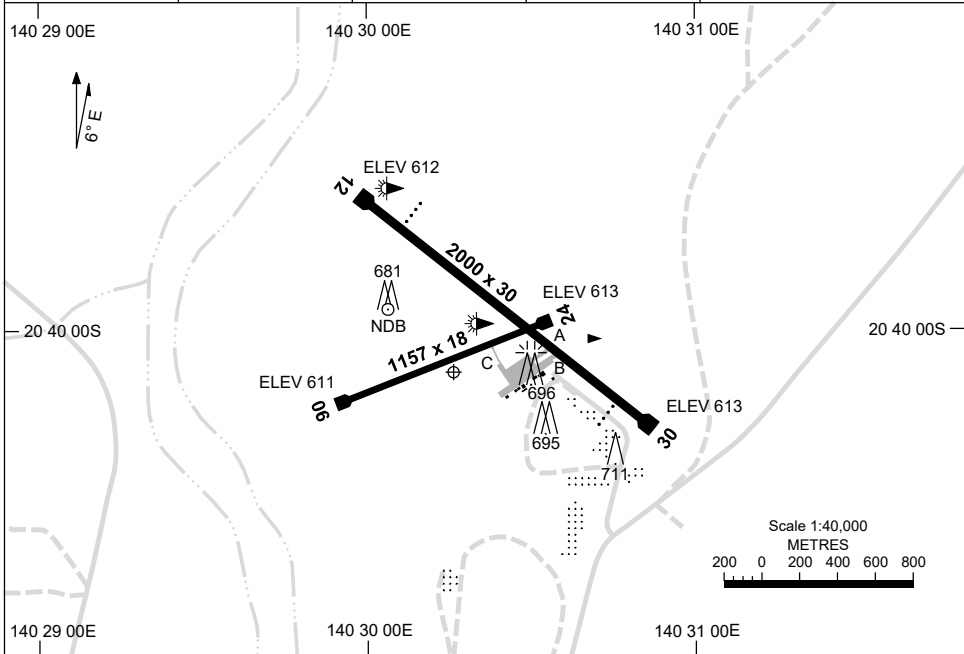 140 29 00E
140 30 00E
140 31 00E
6° E
ELEV 612
12
2000 x 30
681
NDB
ELEV 613
24
20 40 00S
20 40 00S
A
1157 x 18
C
B
ELEV 611
06
696
ELEV 613
695
30
711
Scale 1:40,000
METRES
200 0 200 400 600 800
140 29 00E
140 30 00E
140 31 00E